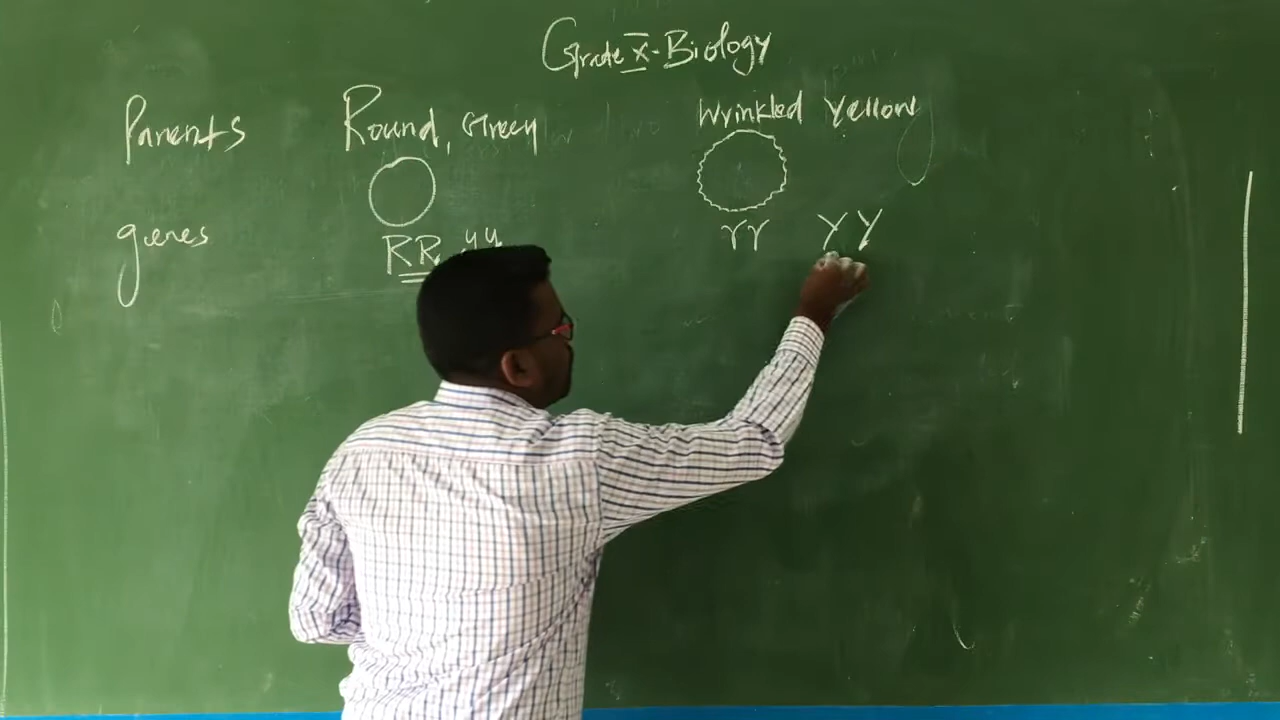 Grade X - Biology
Parents Round, Green Wrinkled Yellow
genes RR yy rr YY